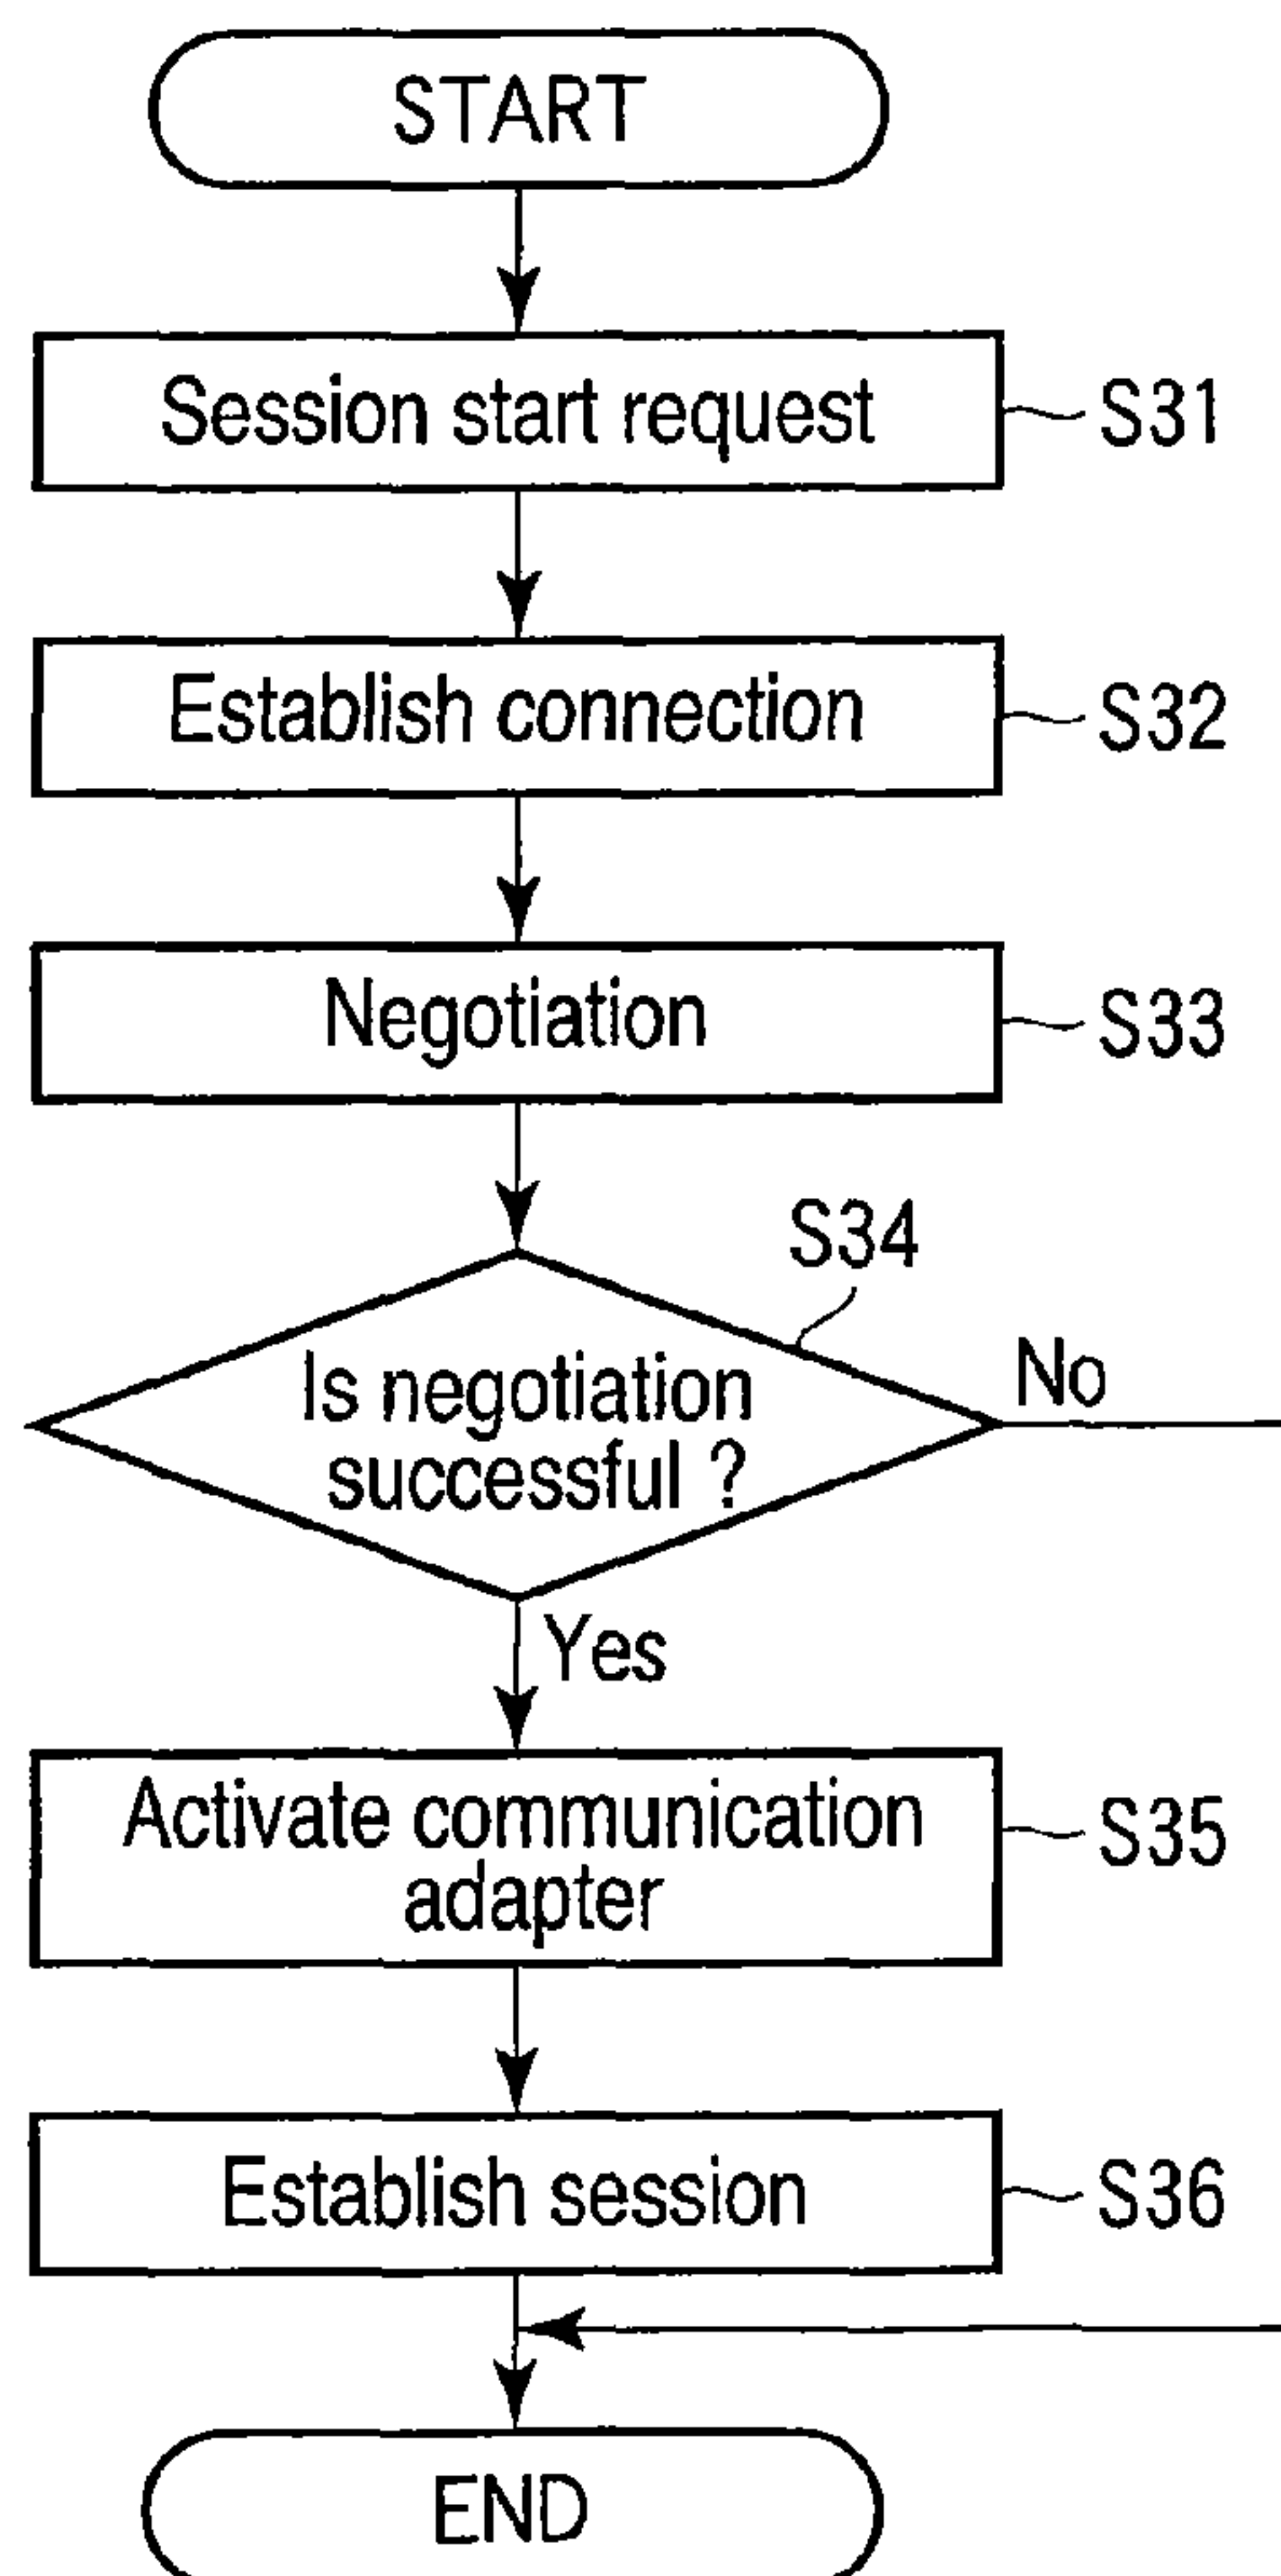 START
Session start request
S31
Establish connection
S32
Negotiation
S33
S34
Is negotiation
successful ?
No
Yes
Activate communication
adapter
S35
Establish session
S36
END